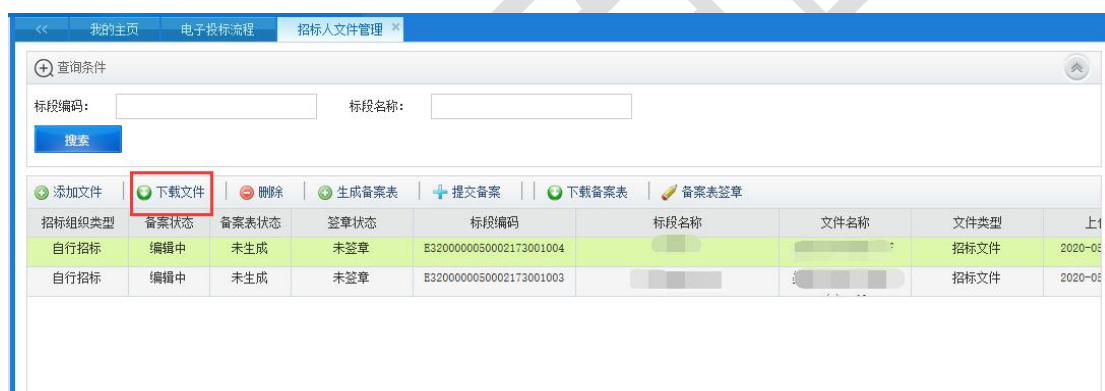 << 我的主页 电子投标流程 招标人文件管理 ×
查询条件
标段编码: 标段名称:
搜索
添加文件 下载文件 删除 生成备案表 提交备案 下载备案表 备案表签章
招标组织类型 备案状态 备案表状态 签章状态 标段编码 标段名称 文件名称 文件类型
自行招标 编辑中 未生成 未签章 E3200000050002173001004 招标文件
自行招标 编辑中 未生成 未签章 E3200000050002173001003 招标文件